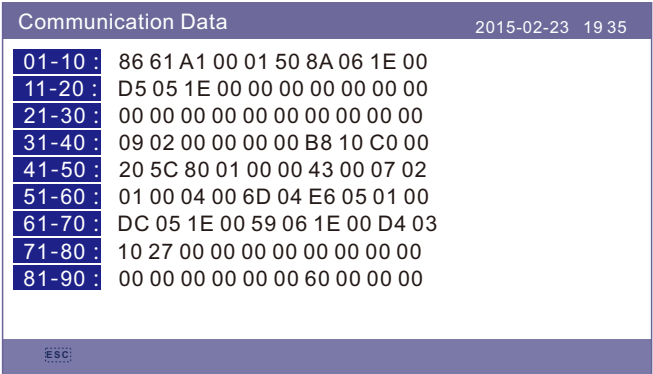 Communication Data 2015-02-23 19 35
01-10 : 86 61 A1 00 01 50 8A 06 1E 00
11-20 : D5 05 1E 00 00 00 00 00 00 00
21-30 : 00 00 00 00 00 00 00 00 00 00
31-40 : 09 02 00 00 00 00 B8 10 C0 00
41-50 : 20 5C 80 01 00 00 43 00 07 02
51-60 : 01 00 04 00 6D 04 E6 05 01 00
61-70 : DC 05 1E 00 59 06 1E 00 D4 03
71-80 : 10 27 00 00 00 00 00 00 00 00
81-90 : 00 00 00 00 00 00 60 00 00 00
ESC